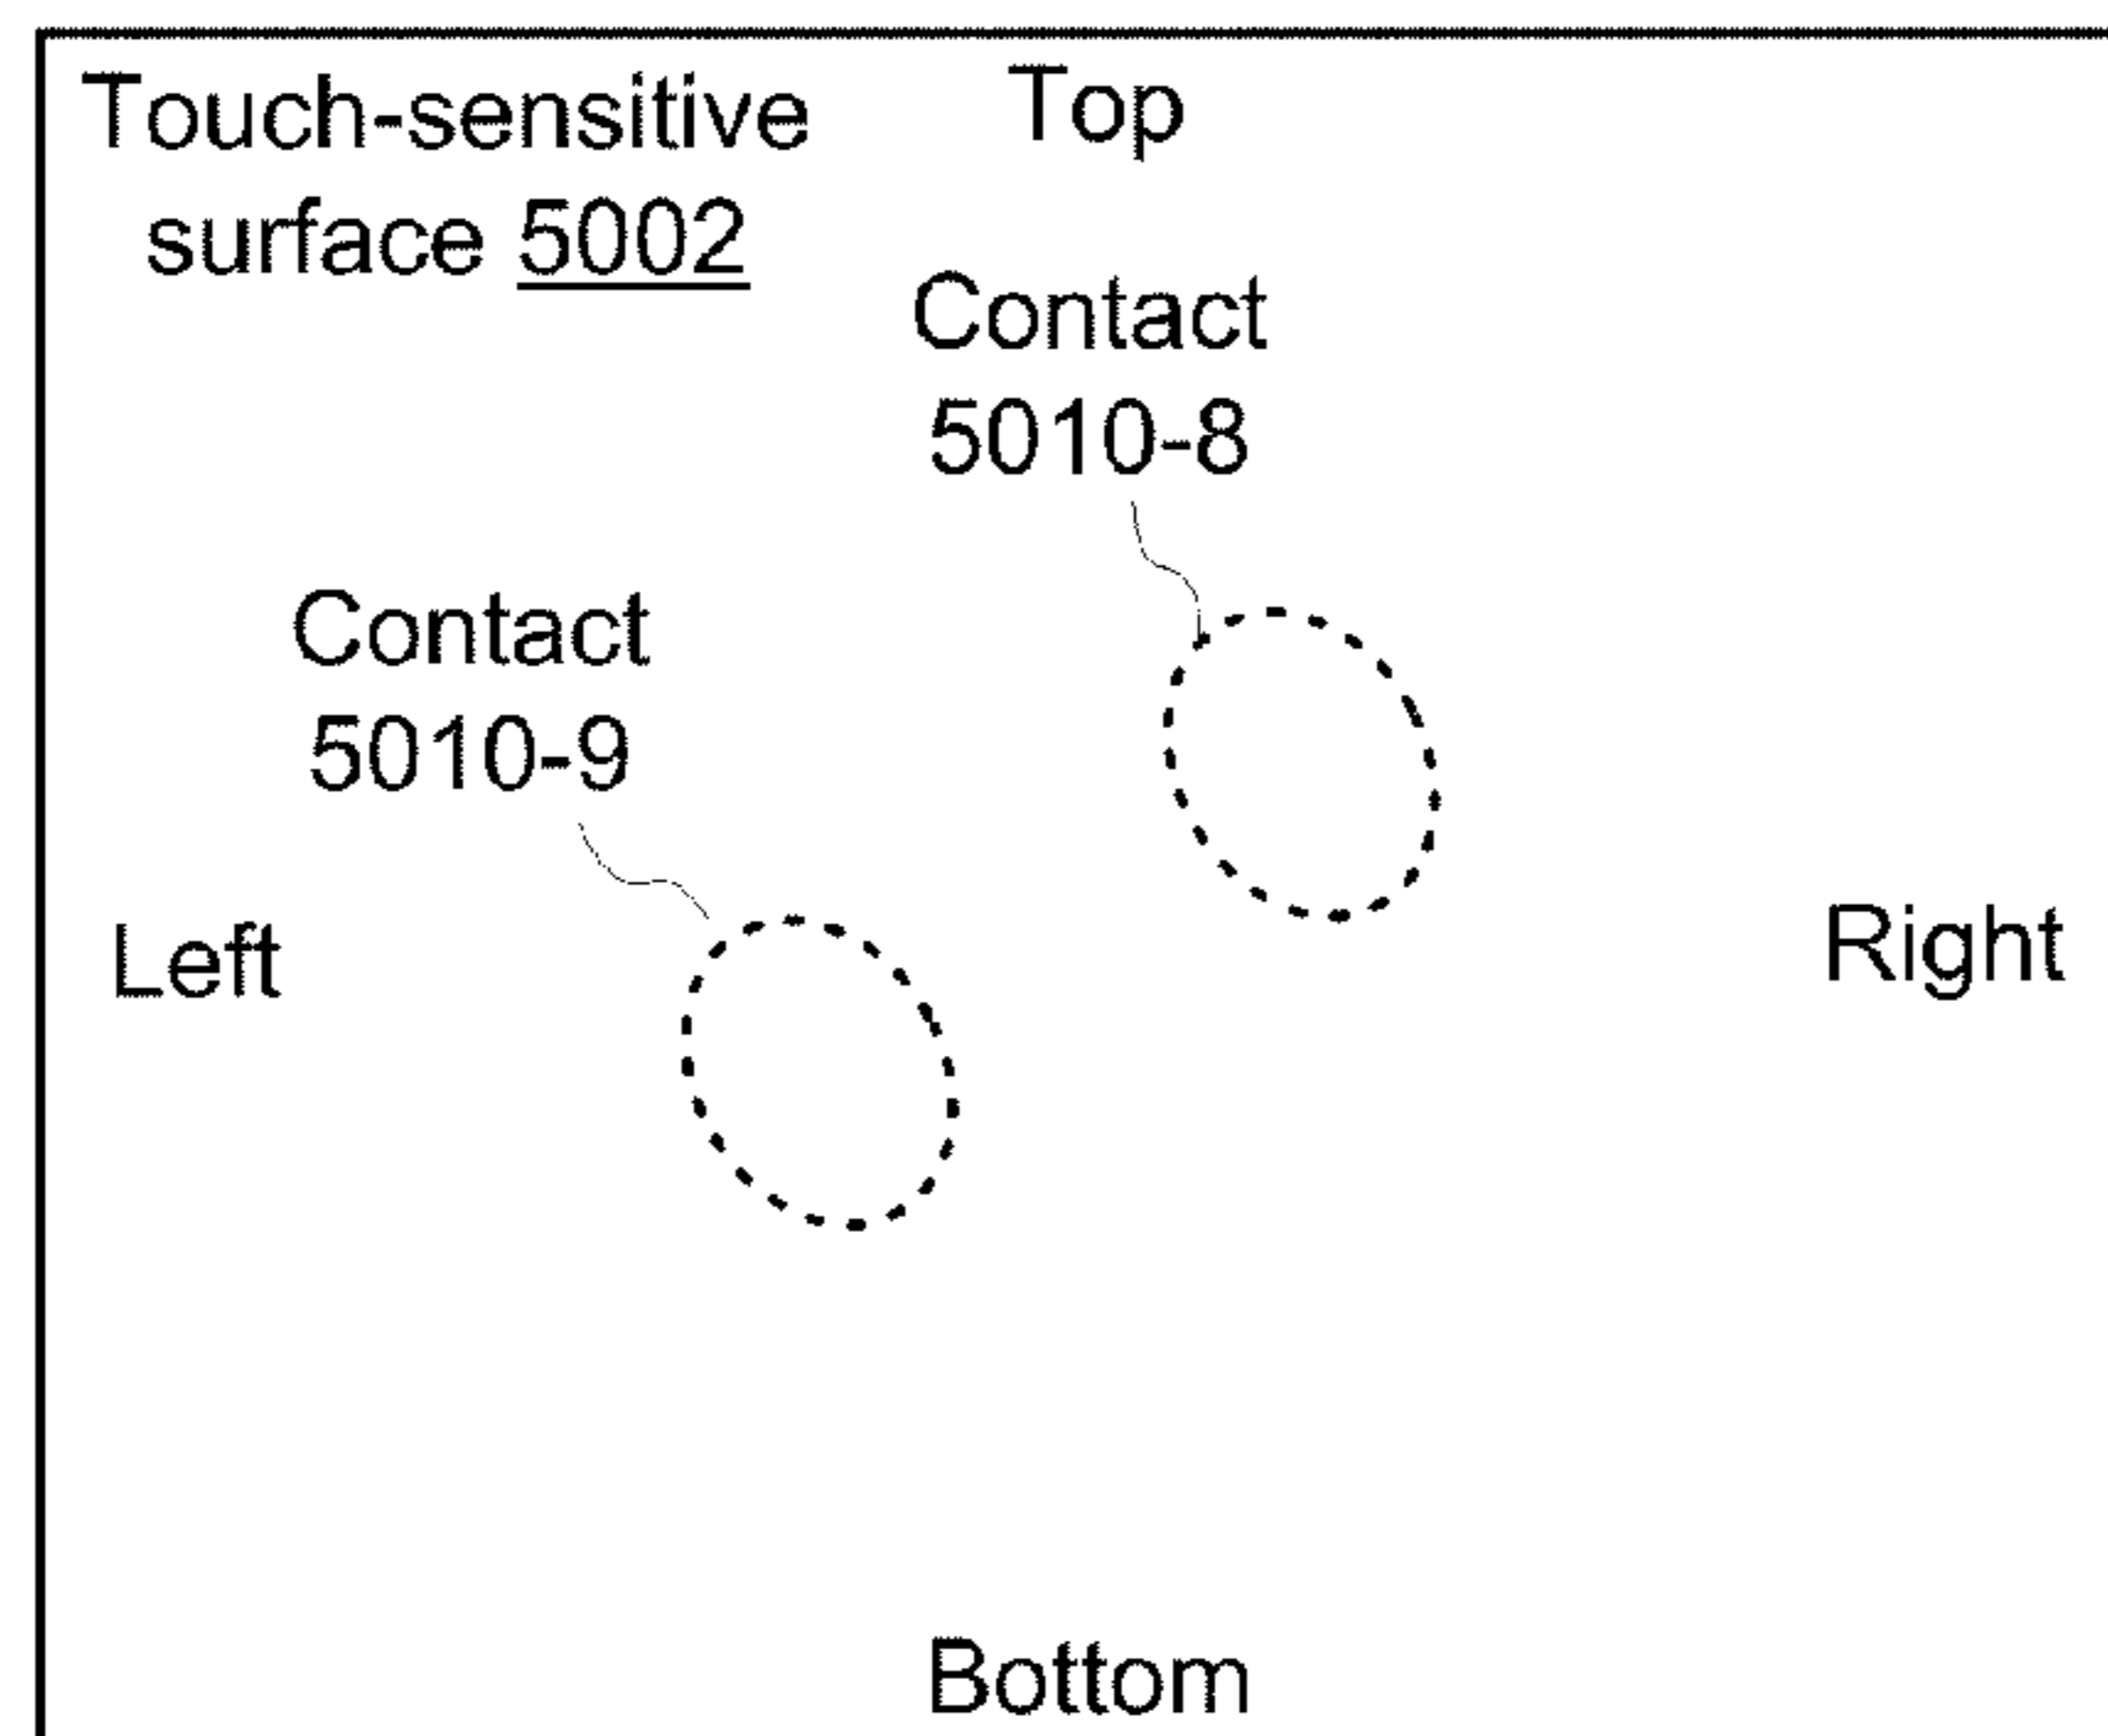 Touch-sensitive
surface 5002
Top
Contact
5010-8
Contact
5010-9
Left
Right
Bottom